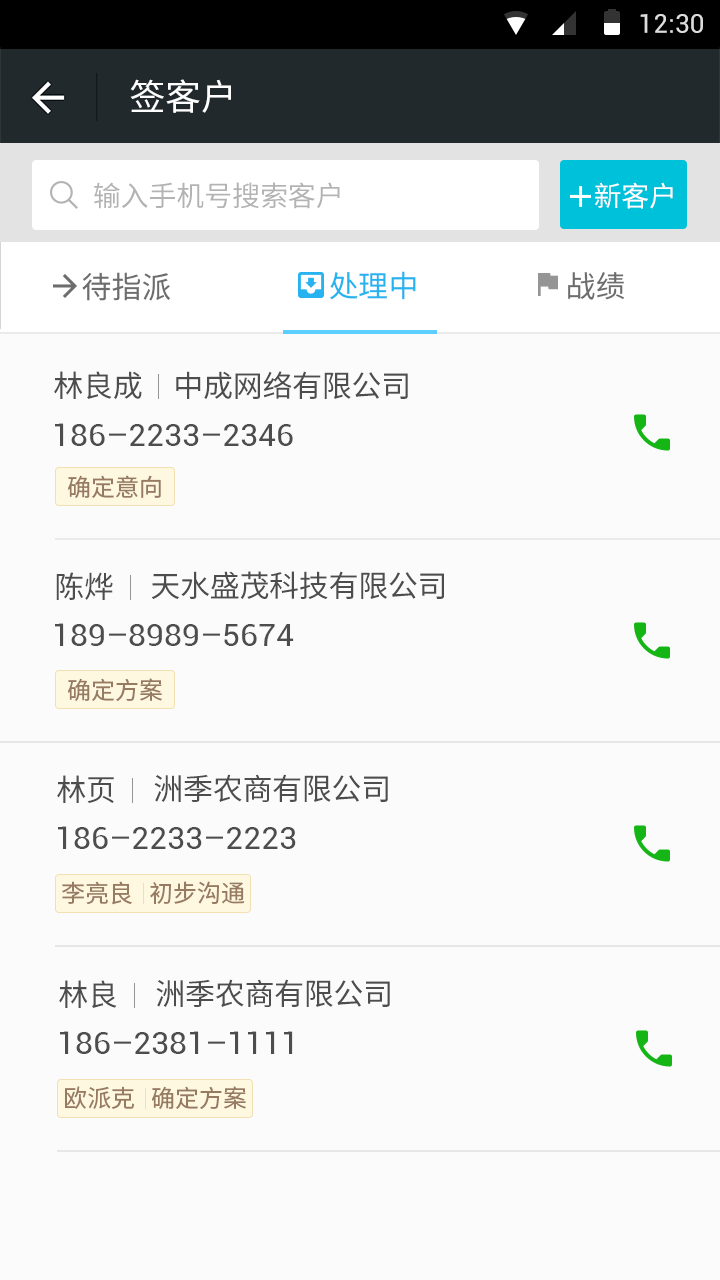 12:30
签客户
输入手机号搜索客户
+新客户
待指派
处理中
战绩
林良成 | 中成网络有限公司
186-2233-2346
确定意向
陈烨 | 天水盛茂科技有限公司
189-8989-5674
确定方案
林页 | 洲季农商有限公司
186-2233-2223
李亮良 | 初步沟通
林良 | 洲季农商有限公司
186-2381-1111
欧派克 | 确定方案